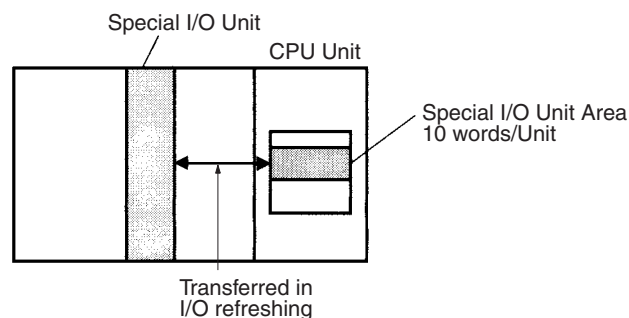 Special I/O Unit
CPU Unit
Special I/O Unit Area
10 words/Unit
Transferred in
I/O refreshing